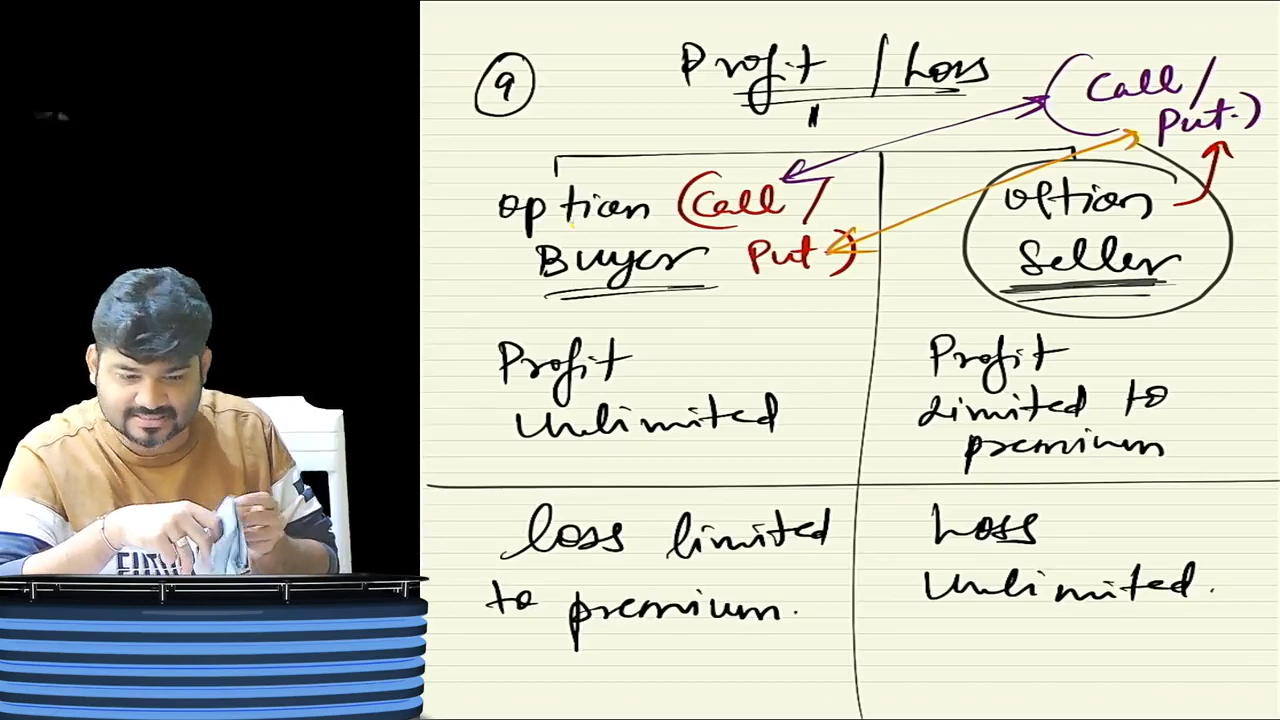 9
Profit / Loss
(Call /
Put.)
option (Call /
Buyer Put)
option
Seller
Profit
Unlimited
Profit
Limited to
premium
loss limited
to premium.
Loss
Unlimited.